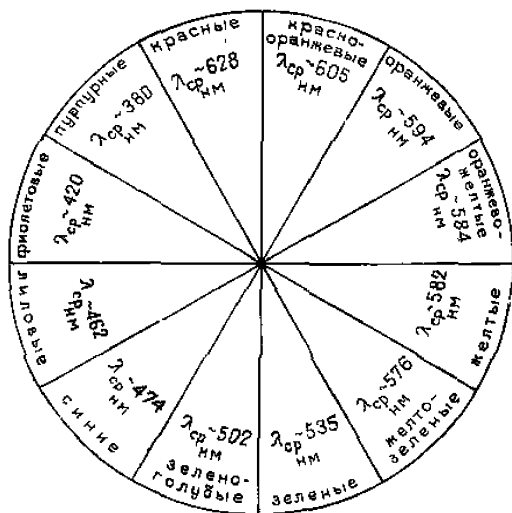 красные
λср~628
нм
красно-
оранжевые
λср~605
нм
оранжевые
λср~594
нм
оранжево-
желтые
λср~584
нм
желтые
λср~582
нм
желто-
зеленые
λср~576
нм
зеленые
λср~535
нм
зелено-
голубые
λср~502
нм
синие
λср~474
нм
лиловые
λср~462
нм
фиолетовые
λср~420
нм
пурпурные
λср~380
нм